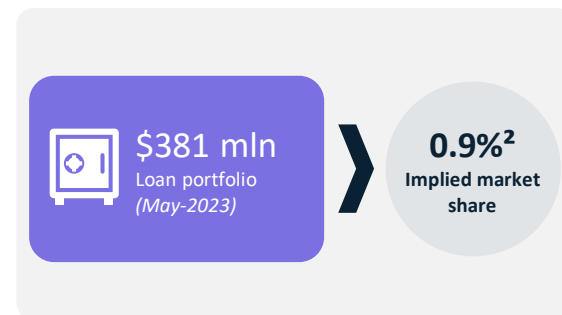 $381 mln
Loan portfolio
(May-2023)
0.9%²
Implied market
share